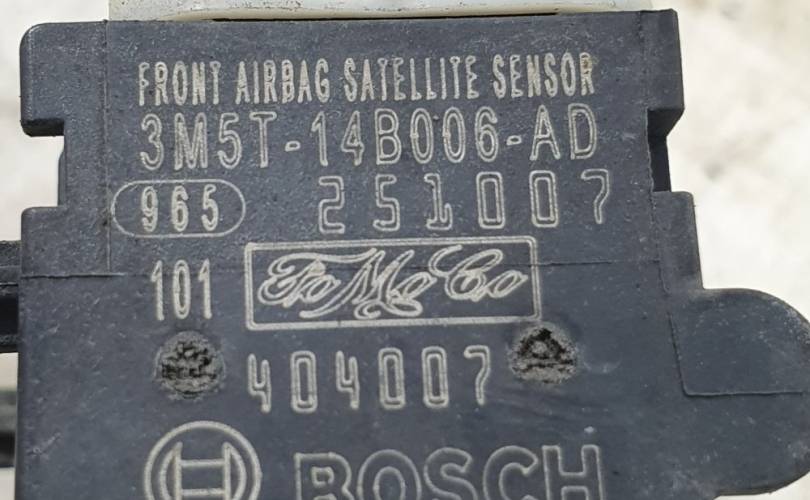 FRONT AIRBAG SATELLITE SENSOR
3M5T-14B006-AD
965 251007
101 FoMoCo
404007
BOSCH